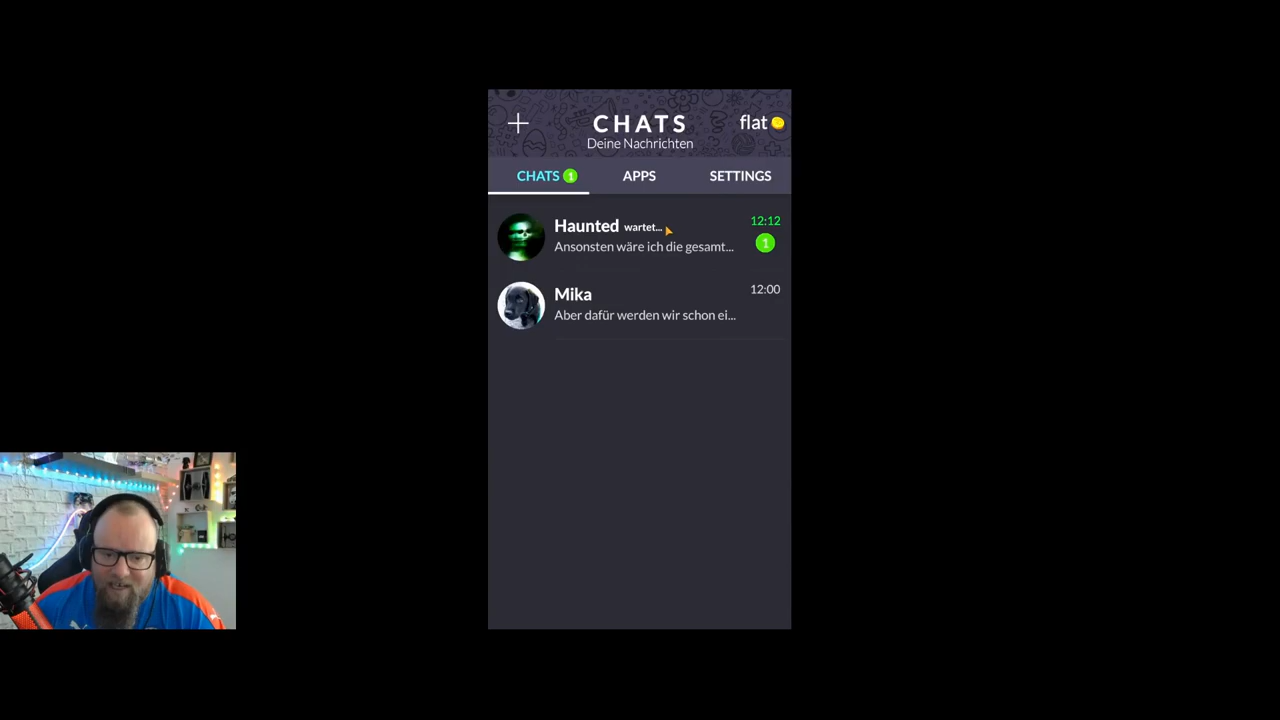 CHATS
flat
Deine Nachrichten
CHATS 1
APPS
SETTINGS
Haunted wartet...
12:12
Ansonsten wäre ich die gesamt...
1
Mika
12:00
Aber dafür werden wir schon ei...